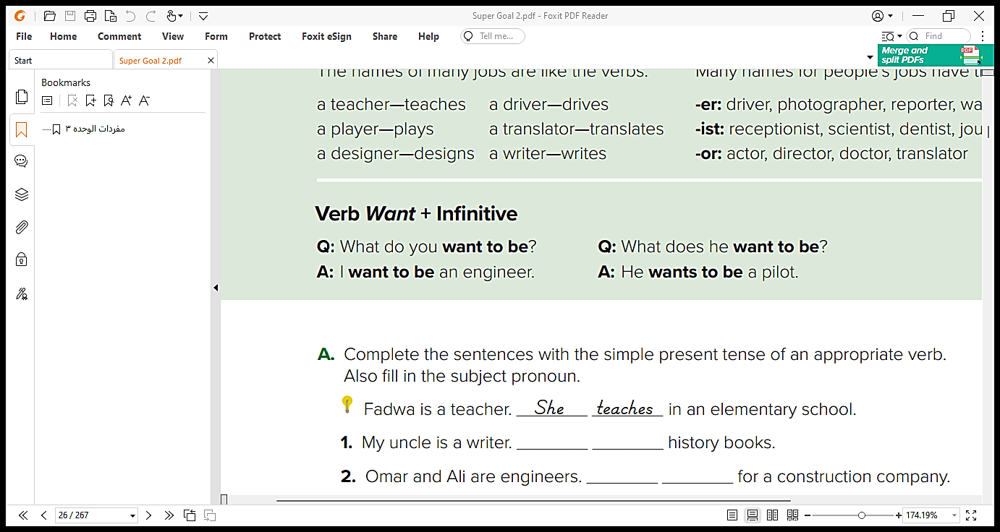 Super Goal 2.pdf - Foxit PDF Reader
File Home Comment View Form Protect Foxit eSign Share Help Tell me... Find
Start Super Goal 2.pdf
Merge and
split PDFs
PDF
Bookmarks
مفردات الوحده ٣
The names of many jobs are like the verbs.
Many names for people's jobs have
a teacher—teaches a driver—drives
a player—plays a translator—translates
a designer—designs a writer—writes
-er: driver, photographer, reporter, wa
-ist: receptionist, scientist, dentist, jou
-or: actor, director, doctor, translator
Verb Want + Infinitive
Q: What do you want to be?
A: I want to be an engineer.
Q: What does he want to be?
A: He wants to be a pilot.
A. Complete the sentences with the simple present tense of an appropriate verb.
Also fill in the subject pronoun.
Fadwa is a teacher. She teaches in an elementary school.
1. My uncle is a writer. ________ ________ history books.
2. Omar and Ali are engineers. ________ ________ for a construction company.
26 / 267
174.19%